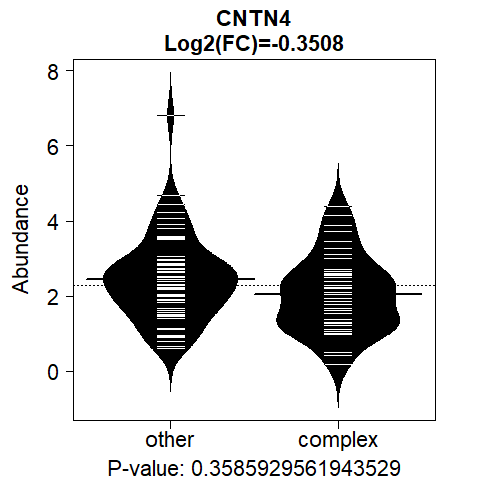 CNTN4
Log2(FC)=-0.3508
Abundance
8
6
4
2
0
other complex
P-value: 0.3585929561943529